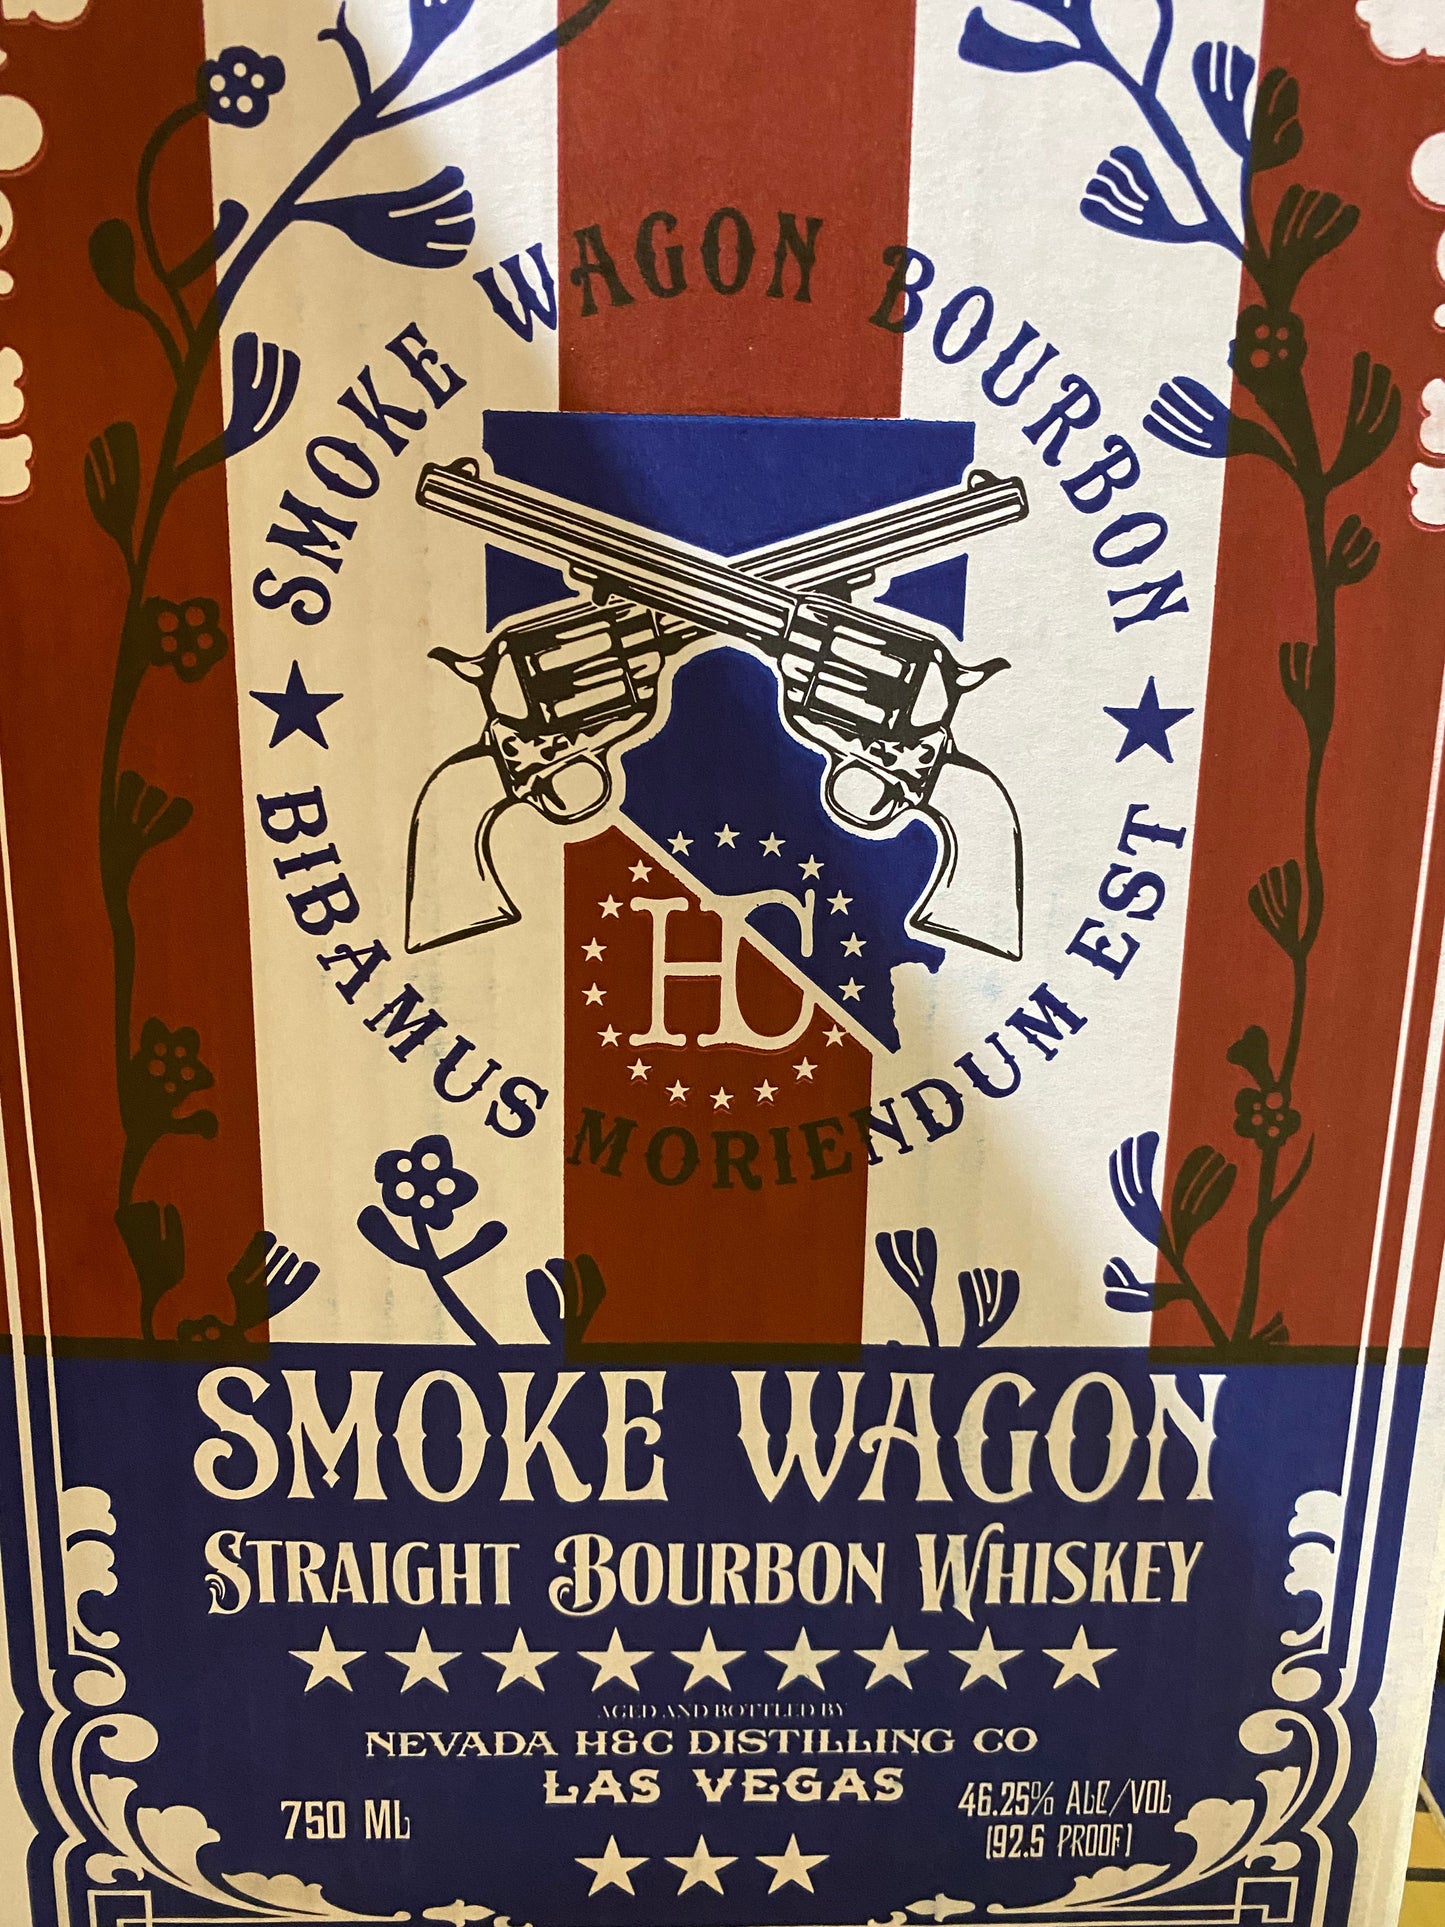 SMOKE WAGON BOURBON
BIBAMUS MORIENDUM EST
HC
SMOKE WAGON
STRAIGHT BOURBON WHISKEY
AGED AND BOTTLED BY
NEVADA H&C DISTILLING CO
LAS VEGAS
750 ML
46.25% ALC/VOL
(92.5 PROOF)